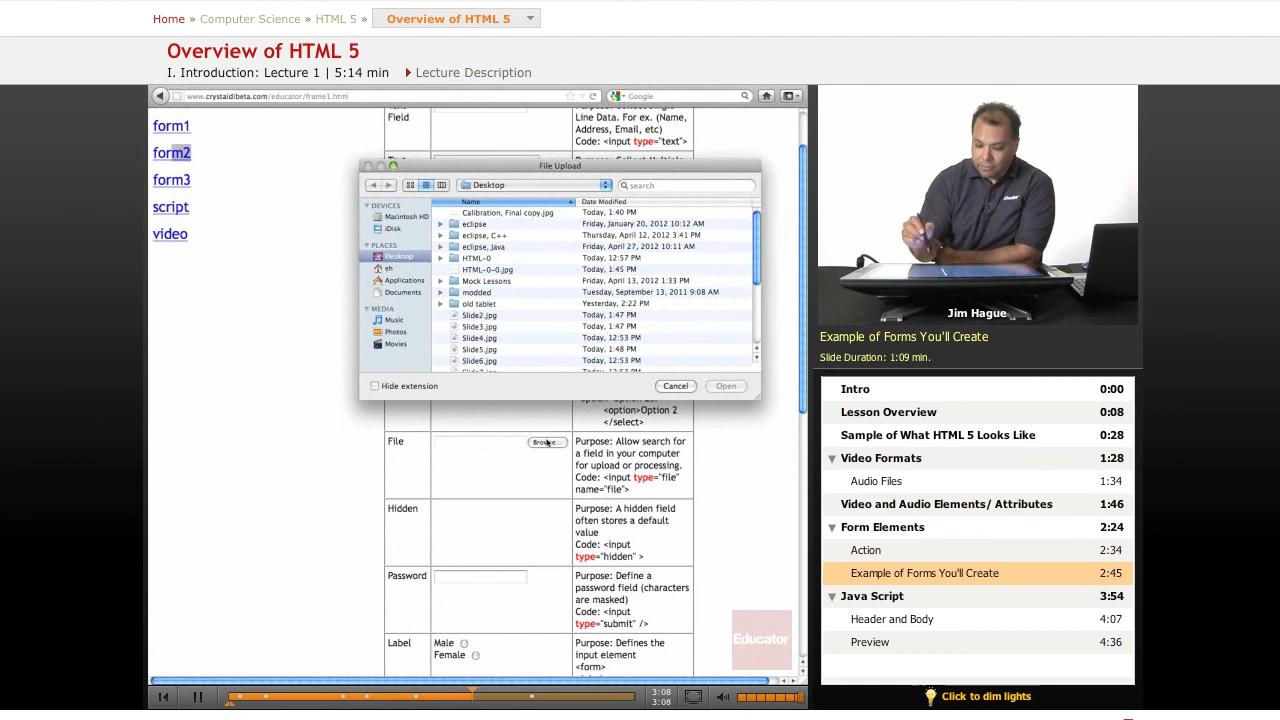 Home » Computer Science » HTML 5 » Overview of HTML 5
Overview of HTML 5
I. Introduction: Lecture 1 | 5:14 min Lecture Description
www.crystaldibeta.com/educator/frame1.html
Google
form1
form2
form3
script
video
Field
Line Data. For ex. (Name,
Address, Email, etc)
Code: <input type="text">
File Upload
Desktop
search
Name Date Modified
DEVICES
Macintosh HD
iDisk
PLACES
Desktop
eh
Applications
Documents
MEDIA
Music
Photos
Movies
Calibration, Final copy.jpg Today, 1:40 PM
eclipse Friday, January 20, 2012 10:12 AM
eclipse, C++ Thursday, April 12, 2012 3:41 PM
eclipse, Java Friday, April 27, 2012 10:11 AM
HTML-0 Today, 12:57 PM
HTML-0-0.jpg Today, 1:45 PM
Mock Lessons Friday, April 13, 2012 1:33 PM
modded Tuesday, September 13, 2011 9:08 AM
old tablet Yesterday, 2:22 PM
Slide2.jpg Today, 1:47 PM
Slide3.jpg Today, 1:47 PM
Slide4.jpg Today, 12:53 PM
Slide5.jpg Today, 1:48 PM
Slide6.jpg Today, 12:53 PM
Hide extension
Cancel
Open
<option>Option 2
</select>
File
Browse...
Purpose: Allow search for
a field in your computer
for upload or processing.
Code: <input type="file"
name="file">
Hidden
Purpose: A hidden field
often stores a default
value
Code: <input
type="hidden" >
Password
Purpose: Define a
password field (characters
are masked)
Code: <input
type="submit" />
Label
Male
Female
Purpose: Defines the
input element
<form>
Educator
3:08
3:08
Jim Hague
Example of Forms You'll Create
Slide Duration: 1:09 min.
Intro 0:00
Lesson Overview 0:08
Sample of What HTML 5 Looks Like 0:28
Video Formats 1:28
Audio Files 1:34
Video and Audio Elements/ Attributes 1:46
Form Elements 2:24
Action 2:34
Example of Forms You'll Create 2:45
Java Script 3:54
Header and Body 4:07
Preview 4:36
Click to dim lights